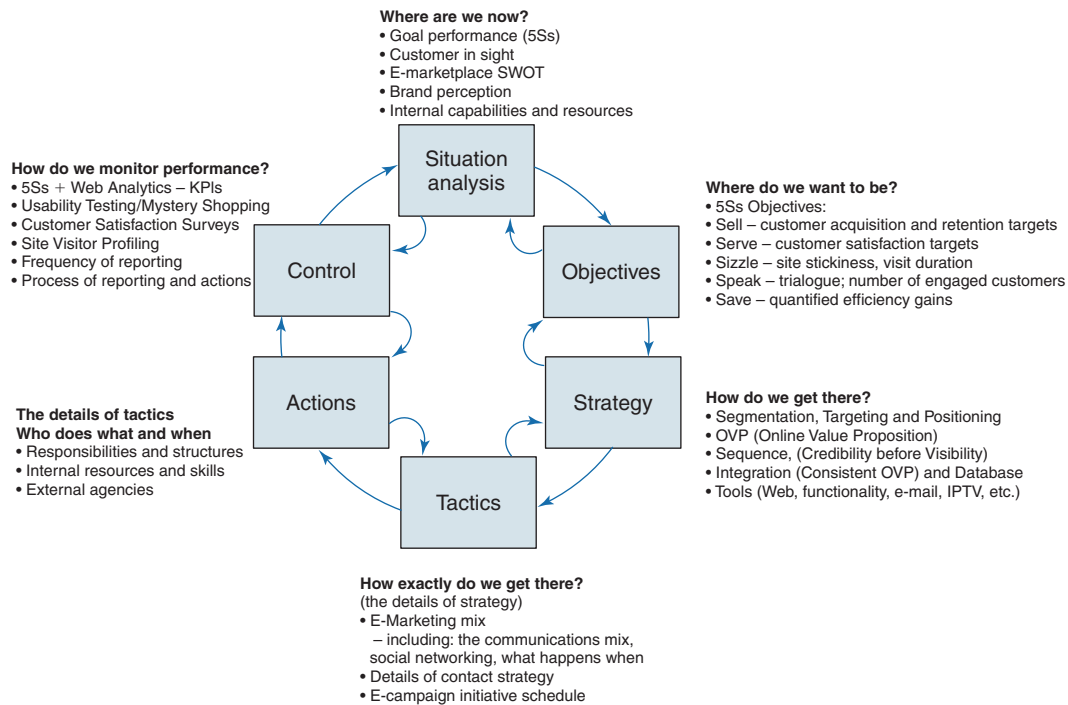 Where are we now?
• Goal performance (5Ss)
• Customer in sight
• E-marketplace SWOT
• Brand perception
• Internal capabilities and resources
Situation
analysis
How do we monitor performance?
• 5Ss + Web Analytics – KPIs
• Usability Testing/Mystery Shopping
• Customer Satisfaction Surveys
• Site Visitor Profiling
• Frequency of reporting
• Process of reporting and actions
Control
Objectives
Where do we want to be?
• 5Ss Objectives:
• Sell – customer acquisition and retention targets
• Serve – customer satisfaction targets
• Sizzle – site stickiness, visit duration
• Speak – trialogue; number of engaged customers
• Save – quantified efficiency gains
Actions
Strategy
The details of tactics
Who does what and when
• Responsibilities and structures
• Internal resources and skills
• External agencies
How do we get there?
• Segmentation, Targeting and Positioning
• OVP (Online Value Proposition)
• Sequence, (Credibility before Visibility)
• Integration (Consistent OVP) and Database
• Tools (Web, functionality, e-mail, IPTV, etc.)
Tactics
How exactly do we get there?
(the details of strategy)
• E-Marketing mix
– including: the communications mix,
social networking, what happens when
• Details of contact strategy
• E-campaign initiative schedule